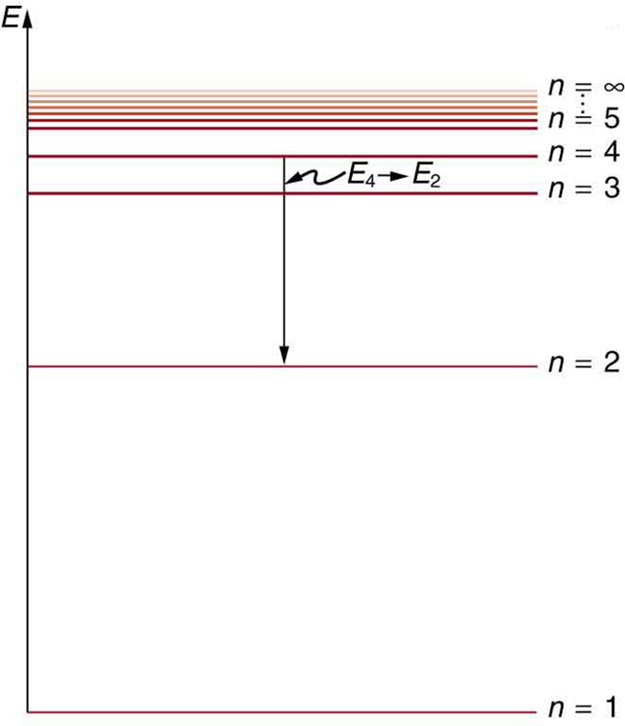 E
n = ∞
⋮
n = 5
n = 4
E₄→E₂
n = 3
n = 2
n = 1